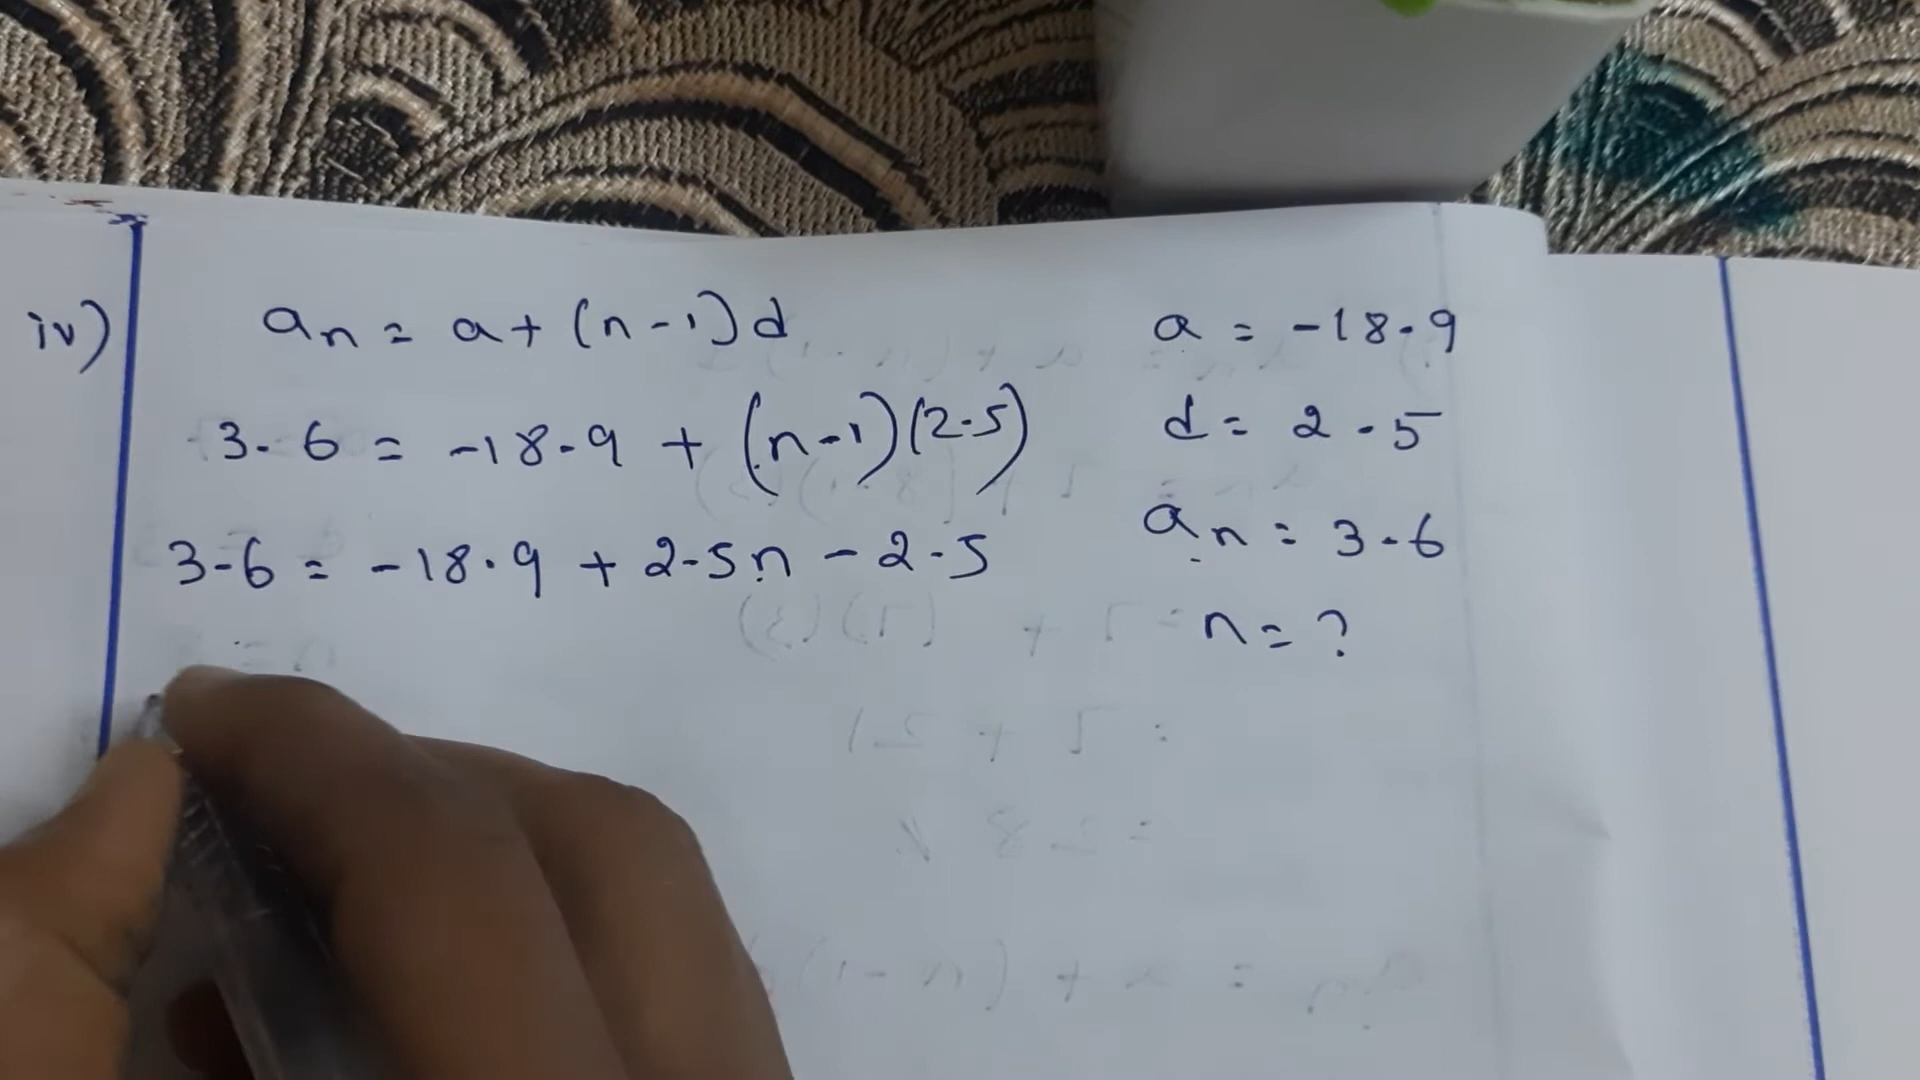 iv) an = a + (n-1)d
3.6 = -18.9 + (n-1)(2.5)
3.6 = -18.9 + 2.5n - 2.5
a = -18.9
d = 2.5
an = 3.6
n = ?